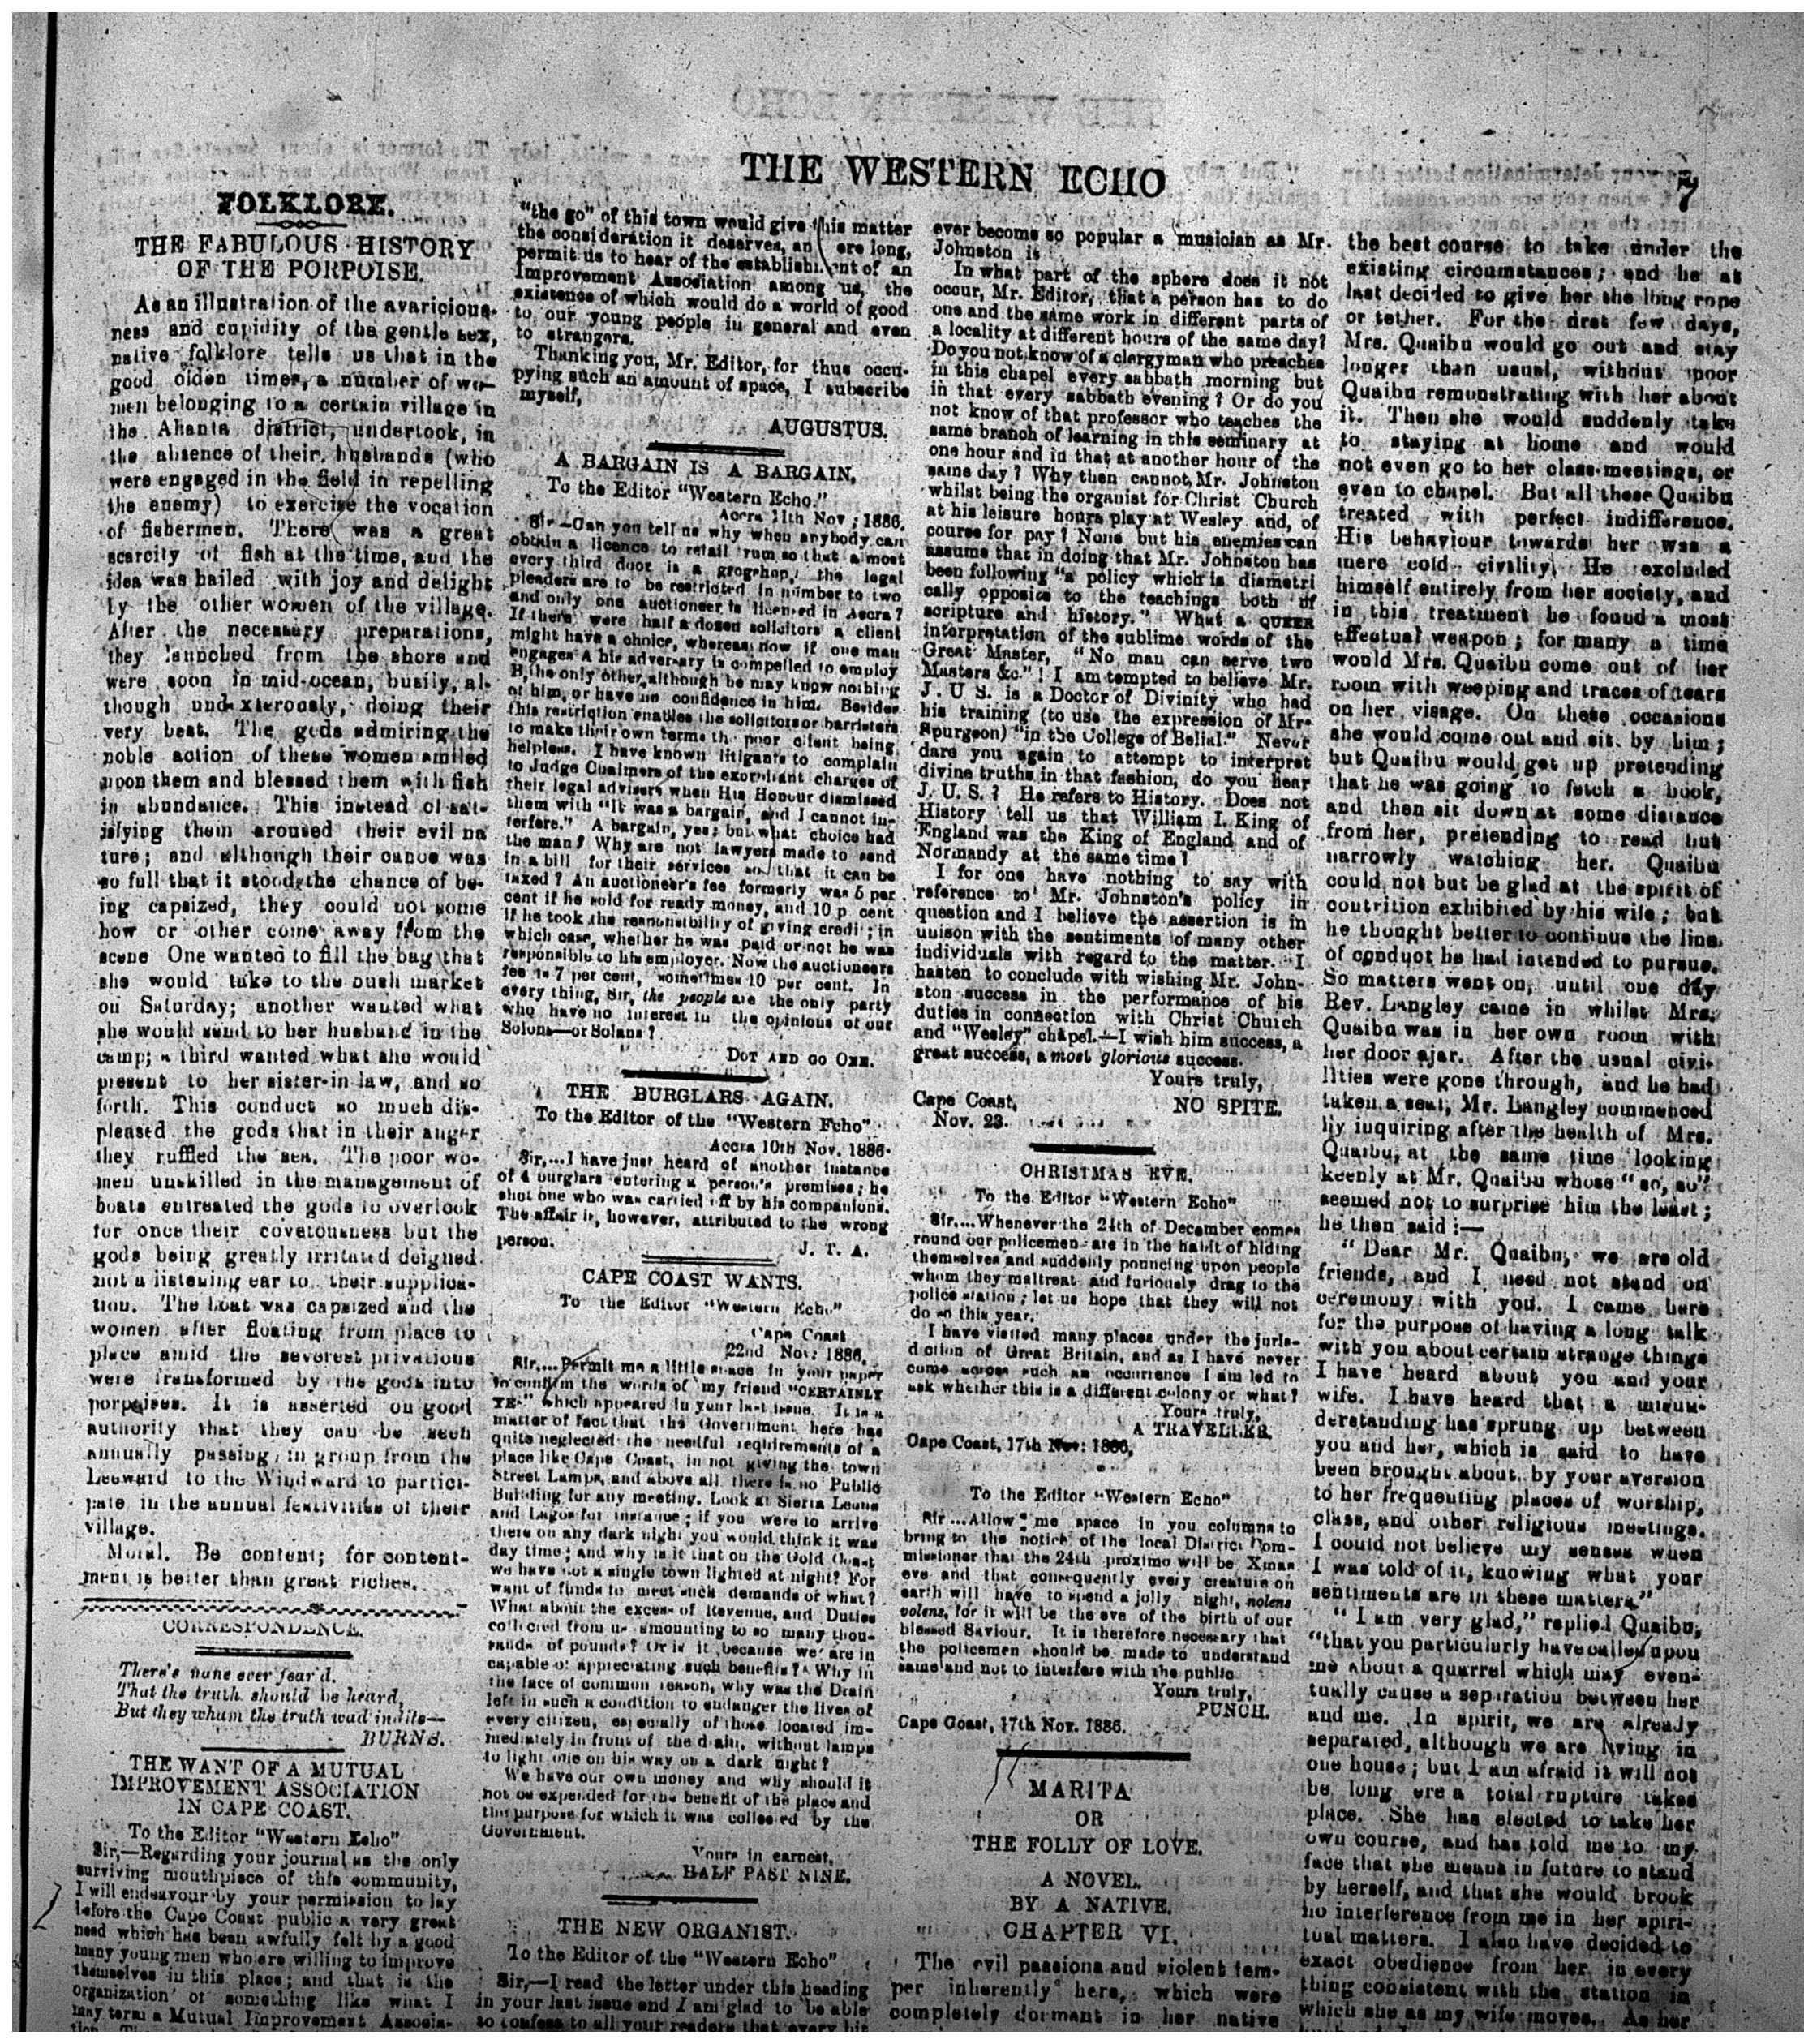 THE WESTERN ECHO
7
FOLKLORE.
THE FABULOUS HISTORY
OF THE PORPOISE.
As an illustration of the avaricious-
ness and cupidity of the gentle sex,
native folklore tells us that in the
good olden times, a number of wo-
men belonging to a certain village in
the Ahanta district, undertook, in
the absence of their husbands (who
were engaged in the field in repelling
the enemy) to exercise the vocation
of fishermen. There was a great
scarcity of fish at the time, and the
idea was hailed with joy and delight
by the other women of the village.
After the necessary preparations,
they launched from the shore and
were soon in mid-ocean, busily, al-
though undexterously, doing their
very best. The gods admiring the
noble action of these women smiled
upon them and blessed them with fish
in abundance. This instead of sat-
isfying them aroused their evil na
ture; and although their canoe was
so full that it stood the chance of be-
ing capsized, they could not some
how or other come away from the
scene One wanted to fill the bag that
she would take to the bush market
on Saturday; another wanted what
she would send to her husband in the
camp; a third wanted what she would
present to her sister-in law, and so
forth. This conduct so much dis-
pleased the gods that in their anger
they ruffled the sea. The poor wo-
men unskilled in the management of
boats entreated the gods to overlook
for once their covetousness but the
gods being greatly irritated deigned
not a listening ear to their supplica-
tion. The boat was capsized and the
women after floating from place to
place amid the severest privations
were transformed by the gods into
porpoises. It is asserted on good
authority that they can be seen
annually passing in group from the
Leeward to the Windward to partici-
pate in the annual festivities of their
village.
Moral. Be content; for content-
ment is better than great riches.
CORRESPONDENCE.
There's nane ever fear'd.
That the truth should be heard,
But they wham the truth wad indite—
BURNS.
THE WANT OF A MUTUAL
IMPROVEMENT ASSOCIATION
IN CAPE COAST.
To the Editor "Western Echo"
Sir,—Regarding your journal as the only
surviving mouthpiece of this community,
I will endeavour by your permission to lay
before the Cape Coast public a very great
need which has been awfully felt by a good
many young men who are willing to improve
themselves in this place; and that is the
organization of something like what I
may term a Mutual Improvement Associa-
"the go" of this town would give this matter
the consideration it deserves, an ere long,
permit us to hear of the establishment of an
Improvement Association among us, the
existence of which would do a world of good
to our young people in general and even
to strangers.
Thanking you, Mr. Editor, for thus occu-
pying such an amount of space, I subscribe
myself,
AUGUSTUS.
A BARGAIN IS A BARGAIN,
To the Editor "Western Echo."
Accra 11th Nov; 1886.
Sir—Can you tell us why when anybody can
obtain a licence to retail rum so that almost
every third door is a grogshop, the legal
pleaders are to be restricted in number to two
and only one auctioneer is licensed in Accra?
If there were half a dozen solicitors a client
might have a choice, whereas now if one man
engages A his adversary is compelled to employ
B, the only other, although he may know nothing
of him, or have no confidence in him. Besides
this restriction enables the solicitors or barristers
to make their own terms the poor client being
helpless. I have known litigants to complain
to Judge Chalmers of the exorbitant charges of
their legal advisers when His Honour dismissed
them with "It was a bargain, and I cannot in-
terfere." A bargain, yes; but what choice had
the man? Why are not lawyers made to send
in a bill for their services so that it can be
taxed? An auctioneer's fee formerly was 5 per
cent if he sold for ready money, and 10 p cent
if he took the responsibility of giving credit; in
which case, whether he was paid or not he was
responsible to his employer. Now the auctioneers
fee is 7 per cent, sometimes 10 per cent. In
every thing, Sir, the people are the only party
who have no interest in the opinions of our
Solons—or Solans?
DOT AND GO ONE.
THE BURGLARS AGAIN.
To the Editor of the "Western Echo"
Accra 10th Nov. 1886.
Sir,...I have just heard of another instance
of 4 burglars entering a person's premises; he
shot one who was carried off by his companions.
The affair is, however, attributed to the wrong
person.
J. T. A.
CAPE COAST WANTS.
To the Editor "Western Echo"
Cape Coast
22nd Nov: 1886.
Sir,...Permit me a little space in your paper
to confirm the words of my friend "CERTAINLY
YE-" which appeared in your last issue. It is a
matter of fact that the Government here has
quite neglected the needful requirements of a
place like Cape Coast, in not giving the town
Street Lamps, and above all there is no Public
Building for any meeting. Look at Sierra Leone
and Lagos for instance; if you were to arrive
there on any dark night you would think it was
day time; and why is it that on the Gold Coast
we have not a single town lighted at night? For
want of funds to meet such demands or what?
What about the excess of Revenue, and Duties
collected from us amounting to so many thou-
sands of pounds? Or is it because we are in
capable of appreciating such benefits? Why in
the face of common reason, why was the Drain
left in such a condition to endanger the lives of
every citizen, especially of those located im-
mediately in front of the drain, without lamps
to light one on his way on a dark night?
We have our own money and why should it
not be expended for the benefit of the place and
the purpose for which it was collected by the
Government.
Yours in earnest,
HALF PAST NINE.
THE NEW ORGANIST.
To the Editor of the "Western Echo"
Sir,—I read the letter under this heading
in your last issue and I am glad to be able
to confess to all your readers that every bit
ever become so popular a musician as Mr.
Johnston is
In what part of the sphere does it not
occur, Mr. Editor, that a person has to do
one and the same work in different parts of
a locality at different hours of the same day?
Do you not know of a clergyman who preaches
in this chapel every sabbath morning but
in that every sabbath evening? Or do you
not know of that professor who teaches the
same branch of learning in this seminary at
one hour and in that at another hour of the
same day? Why then cannot Mr. Johnston
whilst being the organist for Christ Church
at his leisure hours play at Wesley and, of
course for pay? None but his enemies can
assume that in doing that Mr. Johnston has
been following "a policy which is diametri
cally opposite to the teachings both of
scripture and history." What a QUEER
interpretation of the sublime words of the
Great Master, "No man can serve two
Masters &c."! I am tempted to believe Mr.
J. U S. is a Doctor of Divinity who had
his training (to use the expression of Mr-
Spurgeon) "in the College of Belial." Never
dare you again to attempt to interpret
divine truths in that fashion, do you hear
J. U. S.? He refers to History. Does not
History tell us that William I. King of
England was the King of England and of
Normandy at the same time?
I for one have nothing to say with
reference to Mr. Johnston's policy in
question and I believe the assertion is in
unison with the sentiments of many other
individuals with regard to the matter. I
hasten to conclude with wishing Mr. John-
ston success in the performance of his
duties in connection with Christ Church
and "Wesley" chapel.—I wish him success, a
great success, a most glorious success.
Yours truly,
NO SPITE.
Cape Coast,
Nov. 23.
CHRISTMAS EVE.
To the Editor "Western Echo"
Sir....Whenever the 24th of December comes
round our policemen are in the habit of hiding
themselves and suddenly pouncing upon people
whom they maltreat and furiously drag to the
police station; let us hope that they will not
do so this year.
I have visited many places under the juris-
diction of Great Britain, and as I have never
come across such an occurrence I am led to
ask whether this is a different colony or what?
Yours truly,
A TRAVELLER.
Cape Coast, 17th Nov: 1886,
To the Editor "Western Echo"
Sir...Allow me space in you columns to
bring to the notice of the local District Com-
missioner that the 24th proximo will be Xmas
eve and that consequently every creature on
earth will have to spend a jolly night, nolens
volens, for it will be the eve of the birth of our
blessed Saviour. It is therefore necessary that
the policemen should be made to understand
same and not to interfere with the public
Yours truly,
PUNCH.
Cape Coast, 17th Nov. 1886.
MARITA
OR
THE FOLLY OF LOVE.
A NOVEL.
BY A NATIVE.
CHAPTER VI.
The evil passions and violent tem-
per inherently hers, which were
completely dormant in her native
the best course to take under the
existing circumstances; and he at
last decided to give her the long rope
or tether. For the first few days,
Mrs. Quaibu would go out and stay
longer than usual, without poor
Quaibu remonstrating with her about
it. Then she would suddenly take
to staying at home and would
not even go to her class-meetings, or
even to chapel. But all these Quaibu
treated with perfect indifference.
His behaviour towards her was a
mere cold civility. He excluded
himself entirely from her society, and
in this treatment he found a most
effectual weapon; for many a time
would Mrs. Quaibu come out of her
room with weeping and traces of tears
on her visage. On these occasions
she would come out and sit by him;
but Quaibu would get up pretending
that he was going to fetch a book,
and then sit down at some distance
from her, pretending to read but
narrowly watching her. Quaibu
could not but be glad at the spirit of
contrition exhibited by his wife; but
he thought better to continue the line
of conduct he had intended to pursue.
So matters went on, until one day
Rev. Langley came in whilst Mrs.
Quaibu was in her own room with
her door ajar. After the usual civi-
lities were gone through, and he had
taken a seat, Mr. Langley commenced
by inquiring after the health of Mrs.
Quaibu, at the same time looking
keenly at Mr. Quaibu whose "so, so"
seemed not to surprise him the least;
he then said:—
"Dear Mr. Quaibu, we are old
friends, and I need not stand on
ceremony with you. I came here
for the purpose of having a long talk
with you about certain strange things
I have heard about you and your
wife. I have heard that a misun-
derstanding has sprung up between
you and her, which is said to have
been brought about by your aversion
to her frequenting places of worship,
class, and other religious meetings.
I could not believe my senses when
I was told of it, knowing what your
sentiments are in these matters."
"I am very glad," replied Quaibu,
"that you particularly have called upon
me about a quarrel which may even-
tually cause a separation between her
and me. In spirit, we are already
separated, although we are living in
one house; but I am afraid it will not
be long ere a total rupture takes
place. She has elected to take her
own course, and has told me to my
face that she means in future to stand
by herself, and that she would brook
no interference from me in her spiri-
tual matters. I also have decided to
exact obedience from her in every
thing consistent with the station in
which she as my wife moves. As her